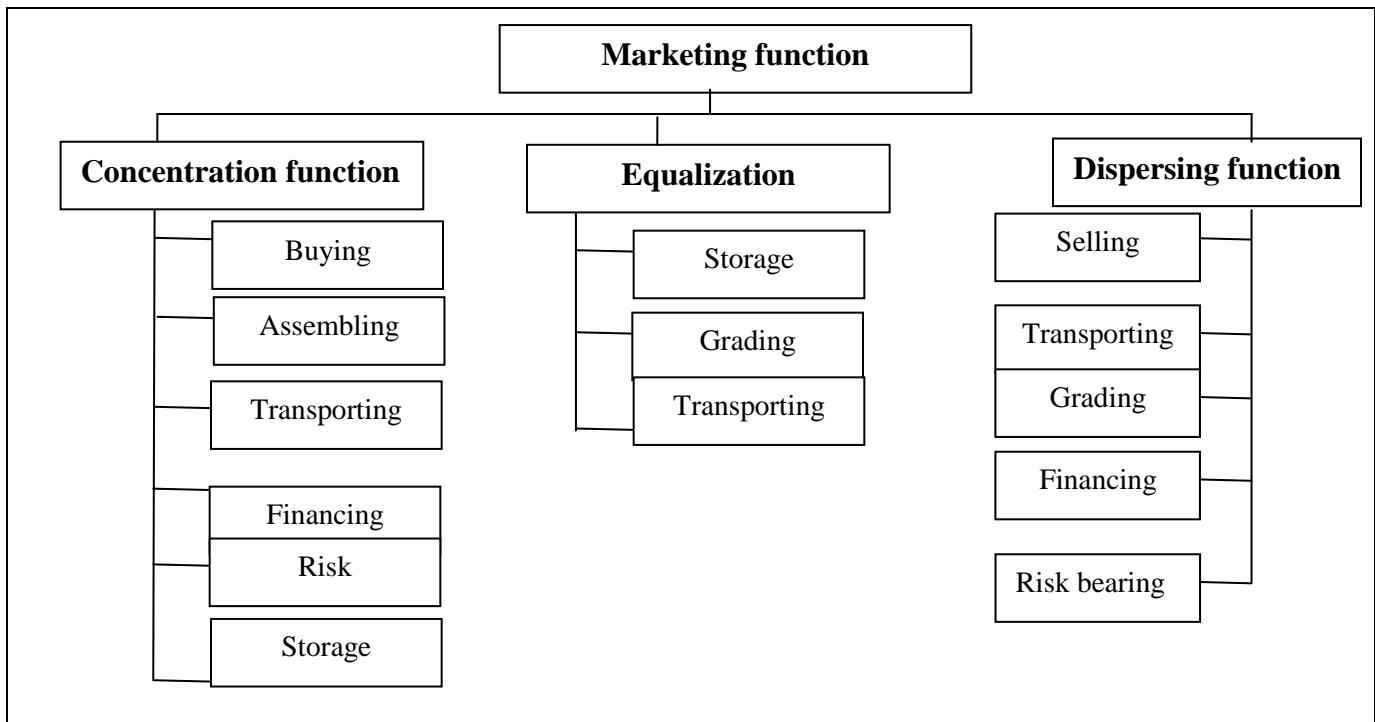 Marketing function
Concentration function
Buying
Assembling
Transporting
Financing
Risk
Storage
Equalization
Storage
Grading
Transporting
Dispersing function
Selling
Transporting
Grading
Financing
Risk bearing